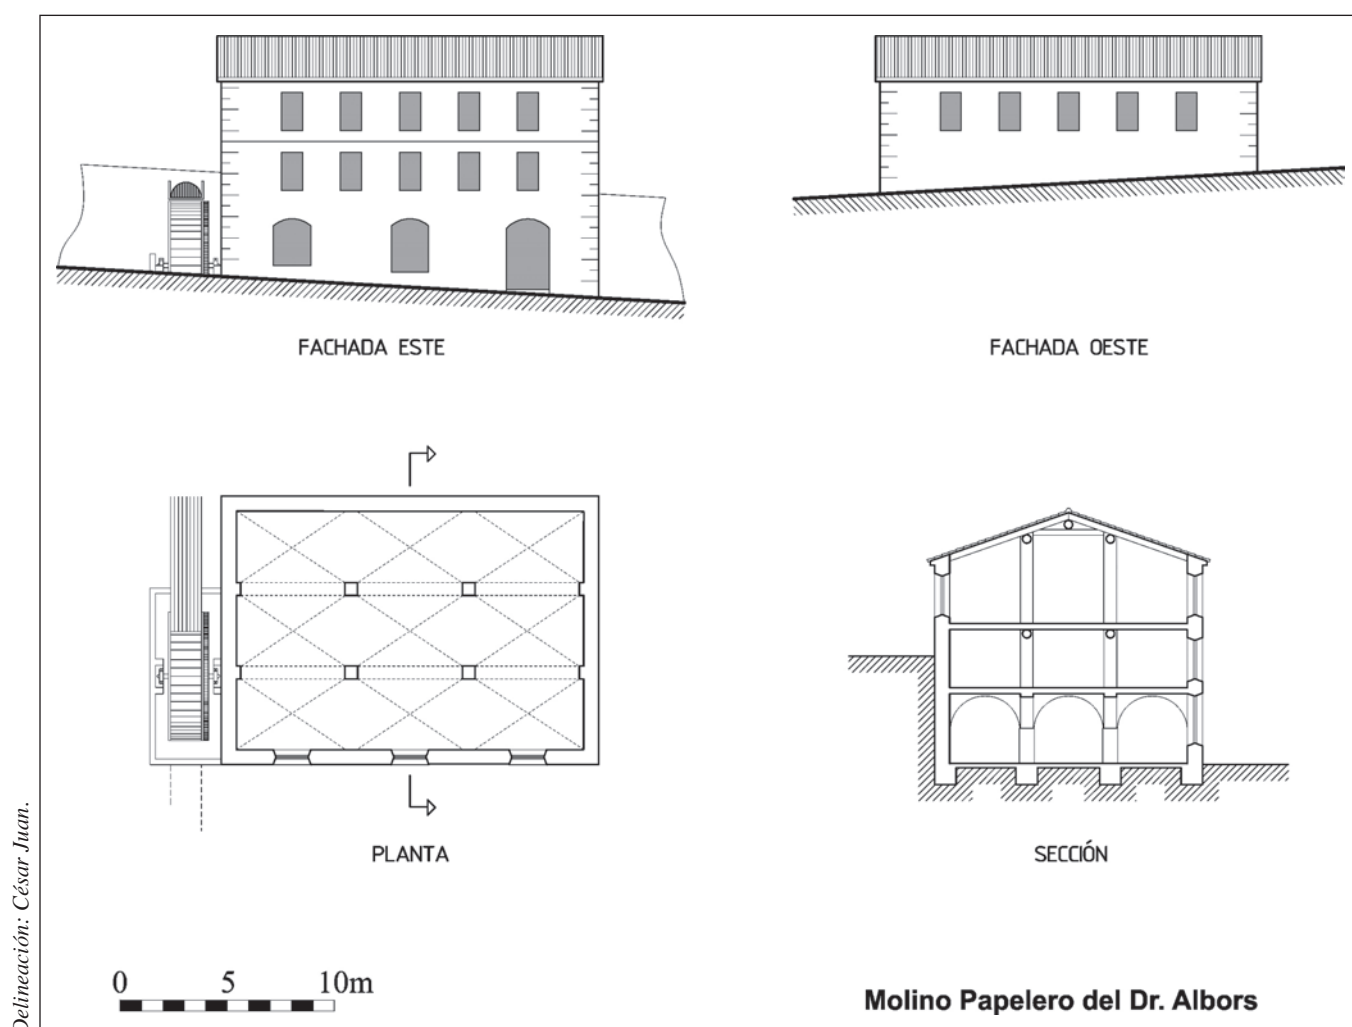 FACHADA ESTE
FACHADA OESTE
PLANTA
SECCIÓN
Delineación: César Juan.
0 5 10m
Molino Papelero del Dr. Albors